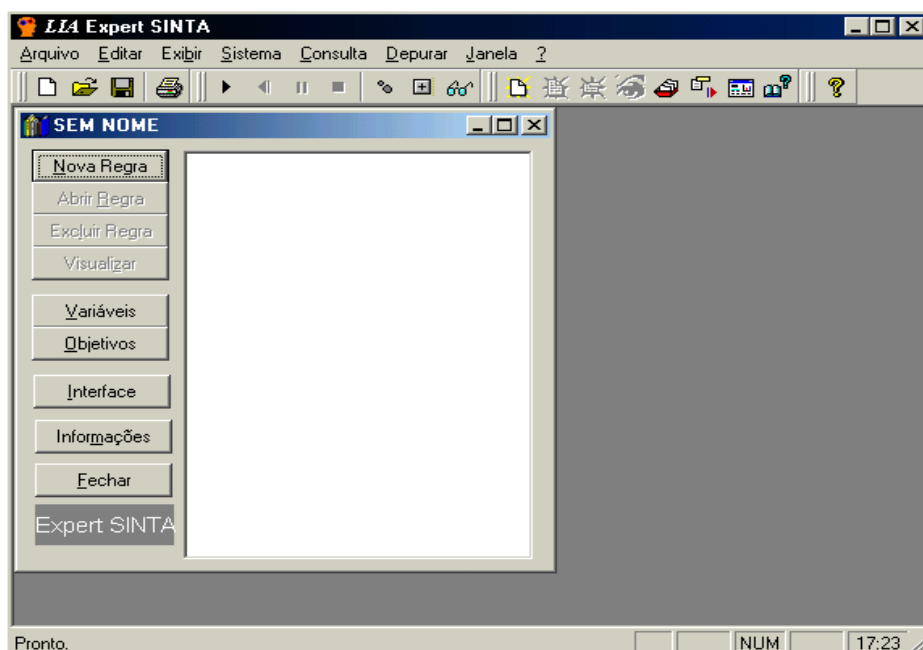 LIA Expert SINTA
Arquivo Editar Exibir Sistema Consulta Depurar Janela ?
SEM NOME
Nova Regra
Abrir Regra
Excluir Regra
Visualizar
Variáveis
Objetivos
Interface
Informações
Fechar
Expert SINTA
Pronto. NUM 17:23